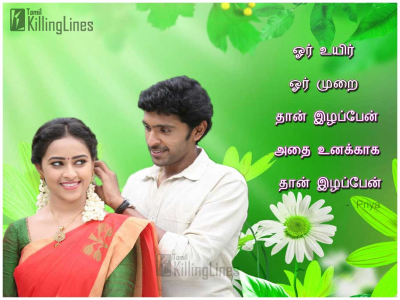 Tamil
KillingLines
ஓர் உயிர்
ஓர் முறை
தான் இழப்பேன்
அதை உனக்காக
தான் இழப்பேன்
Priya
Tamil
KillingLines